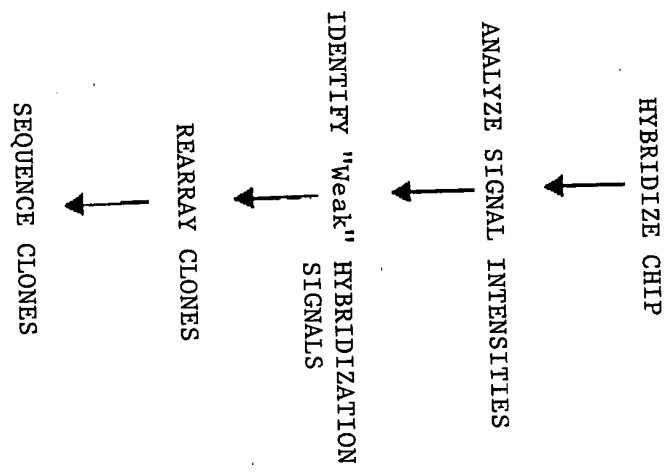 HYBRIDIZE CHIP
ANALYZE SIGNAL INTENSITIES
IDENTIFY "Weak" HYBRIDIZATION
SIGNALS
REARRAY CLONES
SEQUENCE CLONES